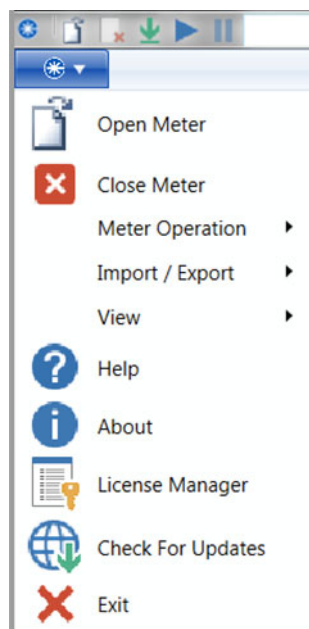 Open Meter
Close Meter
Meter Operation
Import / Export
View
Help
About
License Manager
Check For Updates
Exit